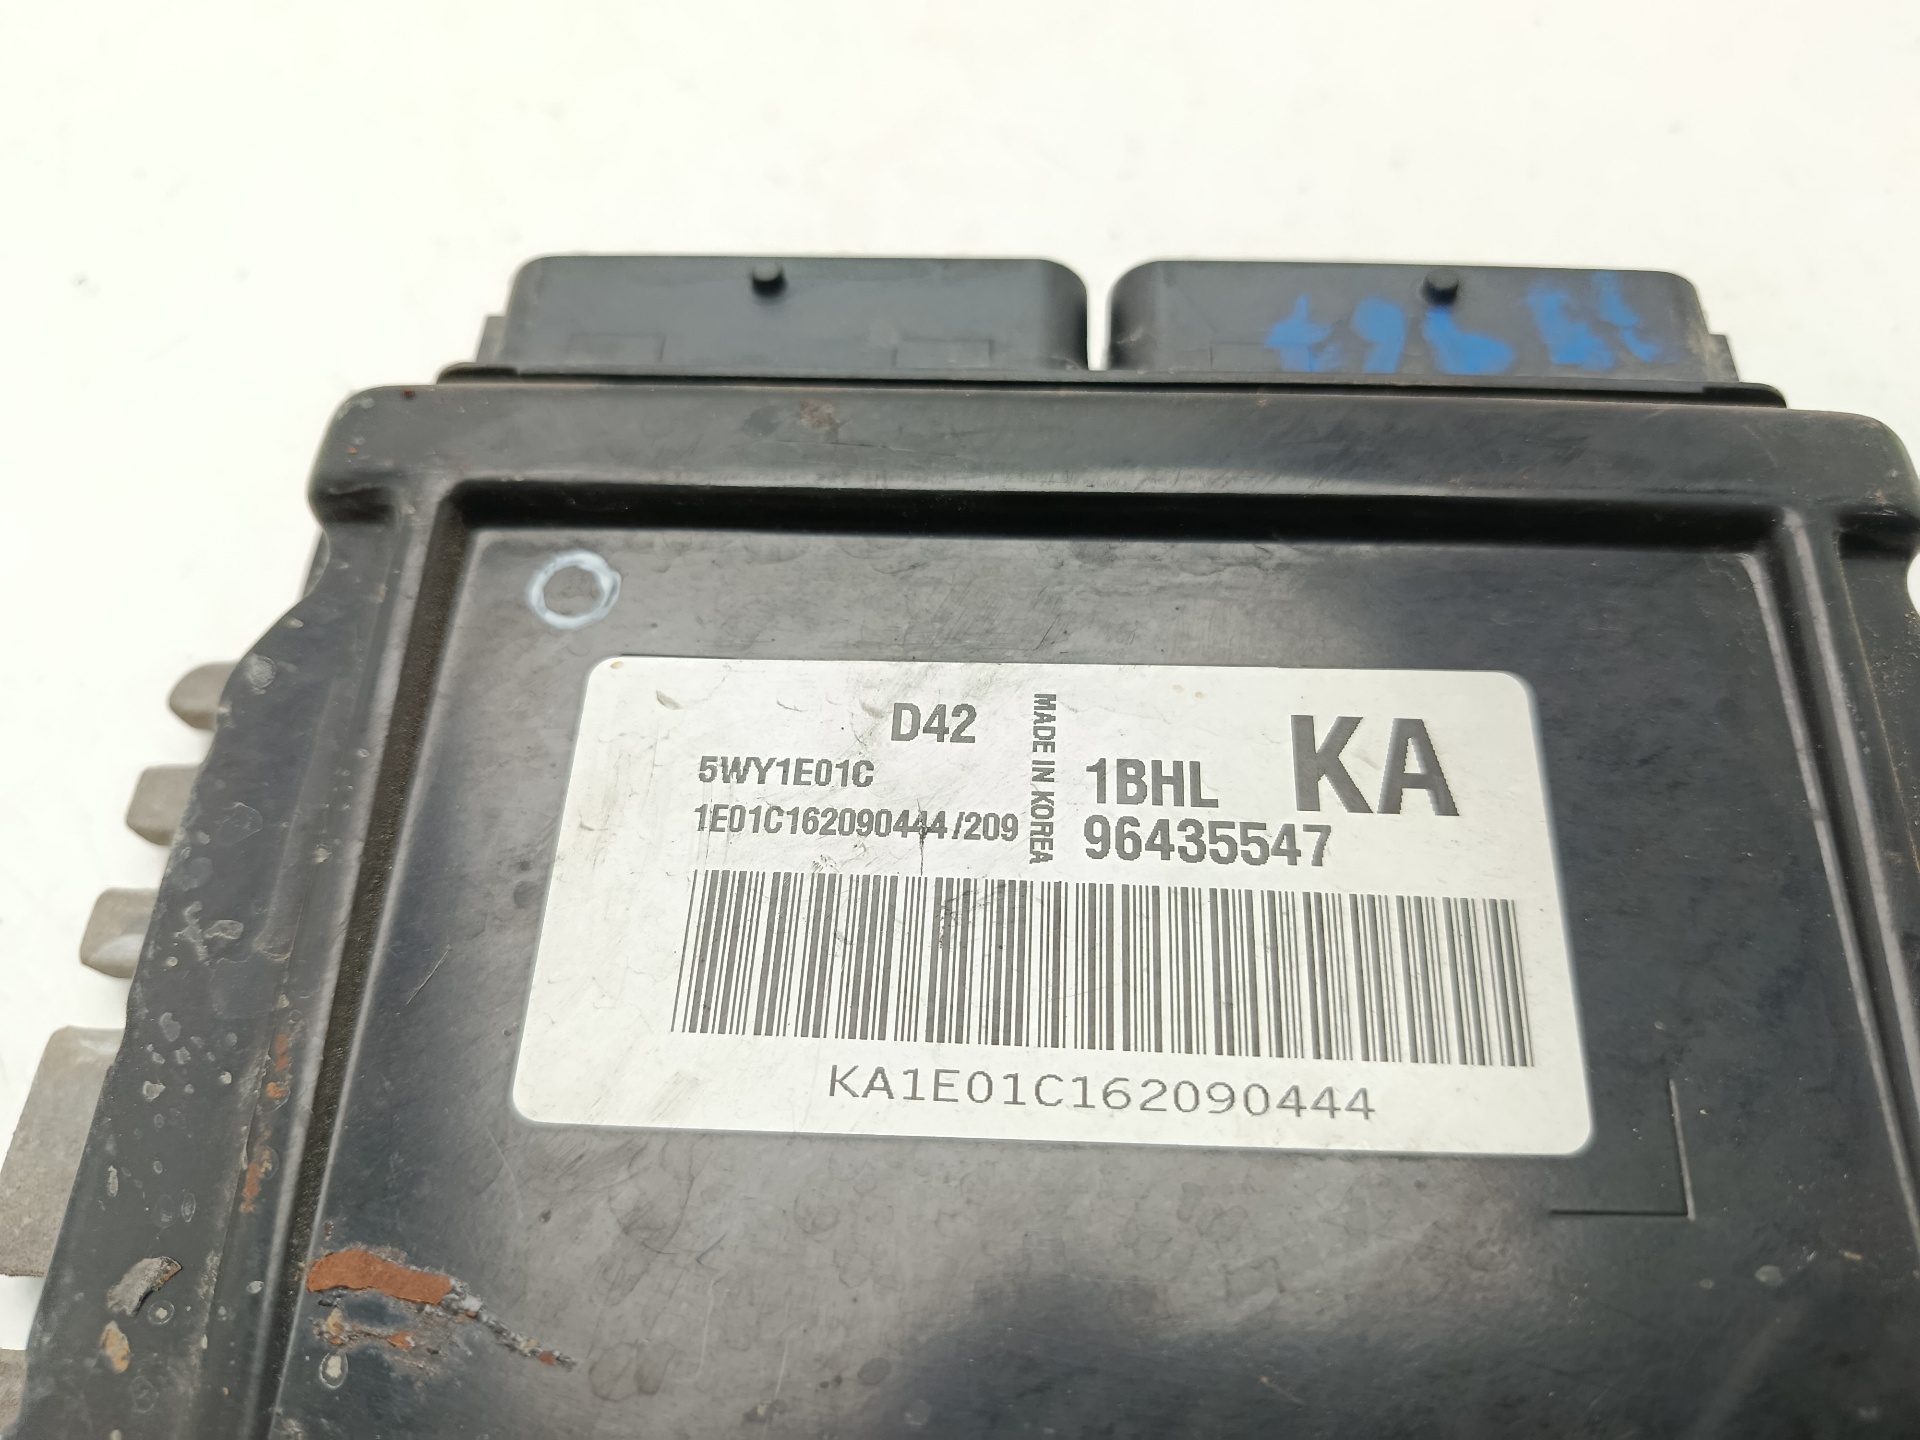 D42
5WY1E01C
1E01C162090444/209
MADE IN KOREA
1BHL
KA
96435547
KA1E01C162090444